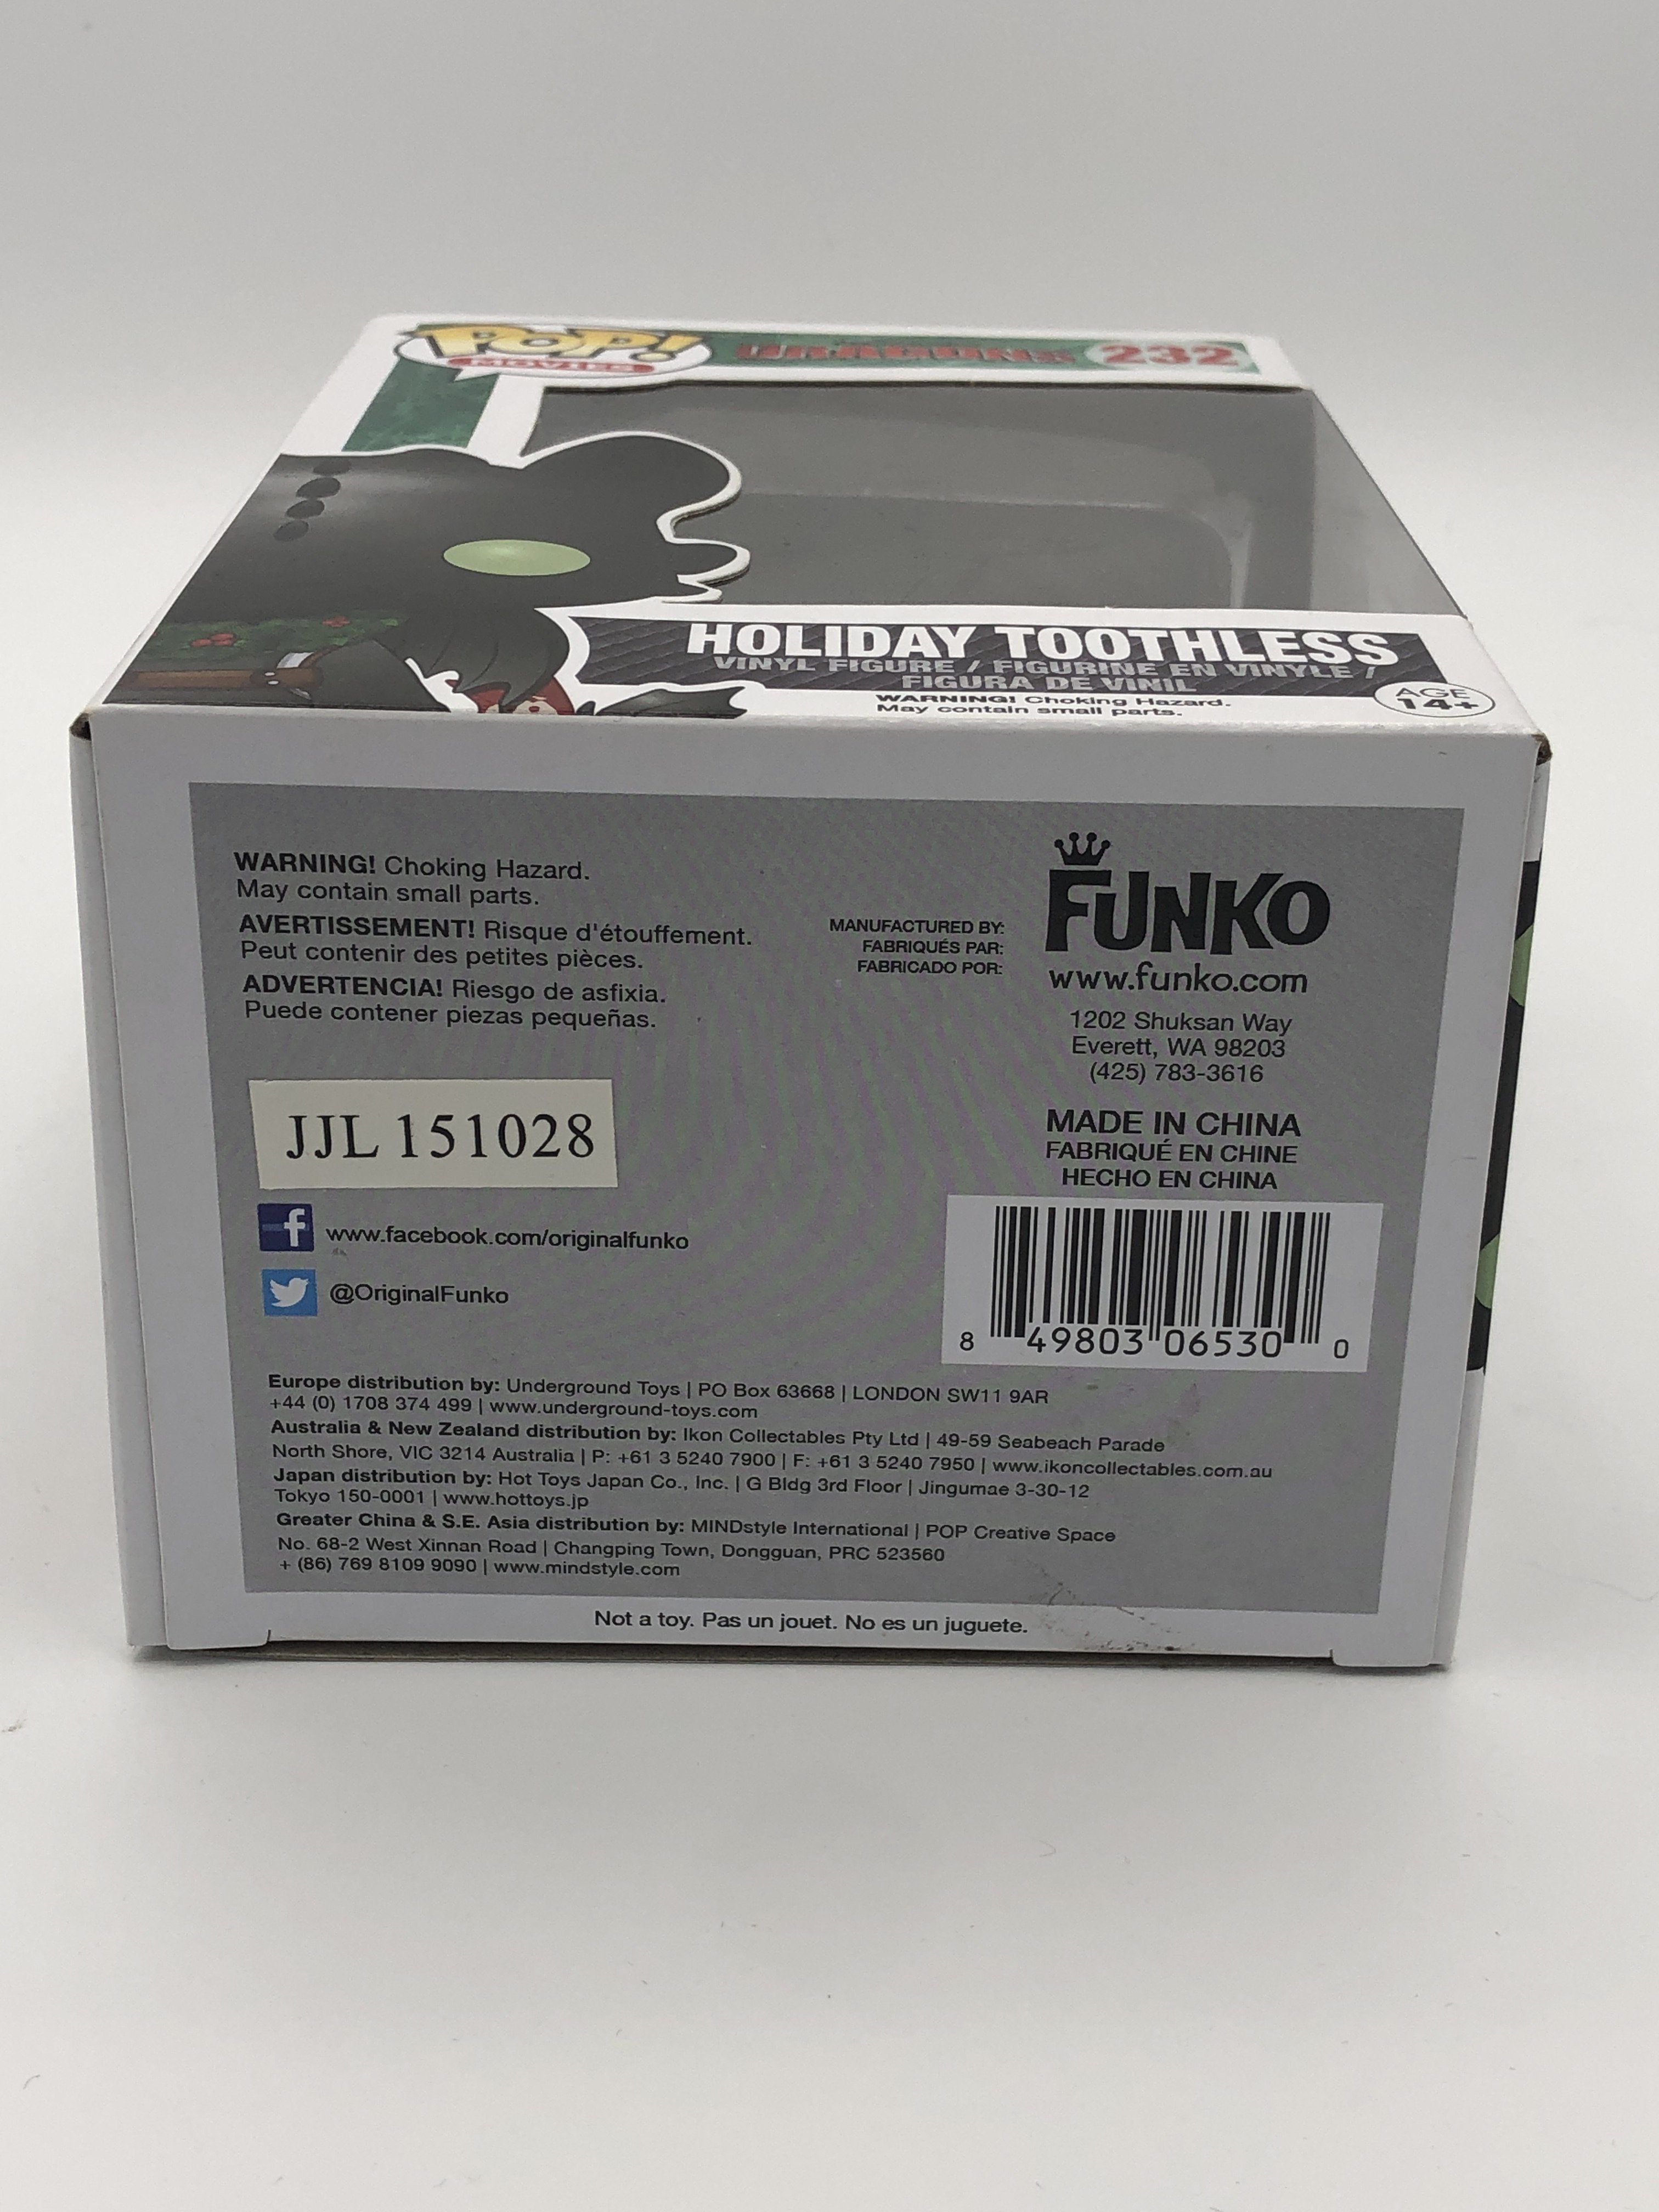 POP!
MOVIES
DRAGONS
232
HOLIDAY TOOTHLESS
VINYL FIGURE / FIGURINE EN VINYLE /
FIGURA DE VINIL
WARNING! Choking Hazard.
May contain small parts.
AGE
14+
WARNING! Choking Hazard.
May contain small parts.
AVERTISSEMENT! Risque d'étouffement.
Peut contenir des petites pièces.
ADVERTENCIA! Riesgo de asfixia.
Puede contener piezas pequeñas.
MANUFACTURED BY:
FABRIQUÉS PAR:
FABRICADO POR:
FUNKO
www.funko.com
1202 Shuksan Way
Everett, WA 98203
(425) 783-3616
MADE IN CHINA
FABRIQUÉ EN CHINE
HECHO EN CHINA
JJL 151028
f www.facebook.com/originalfunko
@OriginalFunko
8 49803 06530 0
Europe distribution by: Underground Toys | PO Box 63668 | LONDON SW11 9AR
+44 (0) 1708 374 499 | www.underground-toys.com
Australia & New Zealand distribution by: Ikon Collectables Pty Ltd | 49-59 Seabeach Parade
North Shore, VIC 3214 Australia | P: +61 3 5240 7900 | F: +61 3 5240 7950 | www.ikoncollectables.com.au
Japan distribution by: Hot Toys Japan Co., Inc. | G Bldg 3rd Floor | Jingumae 3-30-12
Tokyo 150-0001 | www.hottoys.jp
Greater China & S.E. Asia distribution by: MINDstyle International | POP Creative Space
No. 68-2 West Xinnan Road | Changping Town, Dongguan, PRC 523560
+ (86) 769 8109 9090 | www.mindstyle.com
Not a toy. Pas un jouet. No es un juguete.